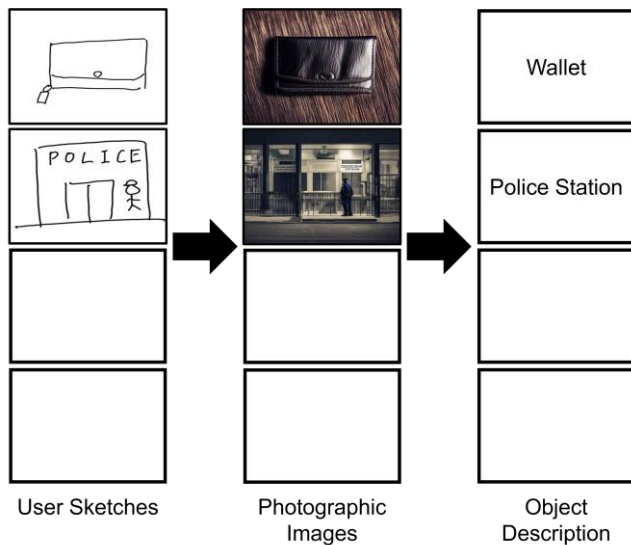 Wallet
POLICE
Police Station
User Sketches
Photographic
Images
Object
Description